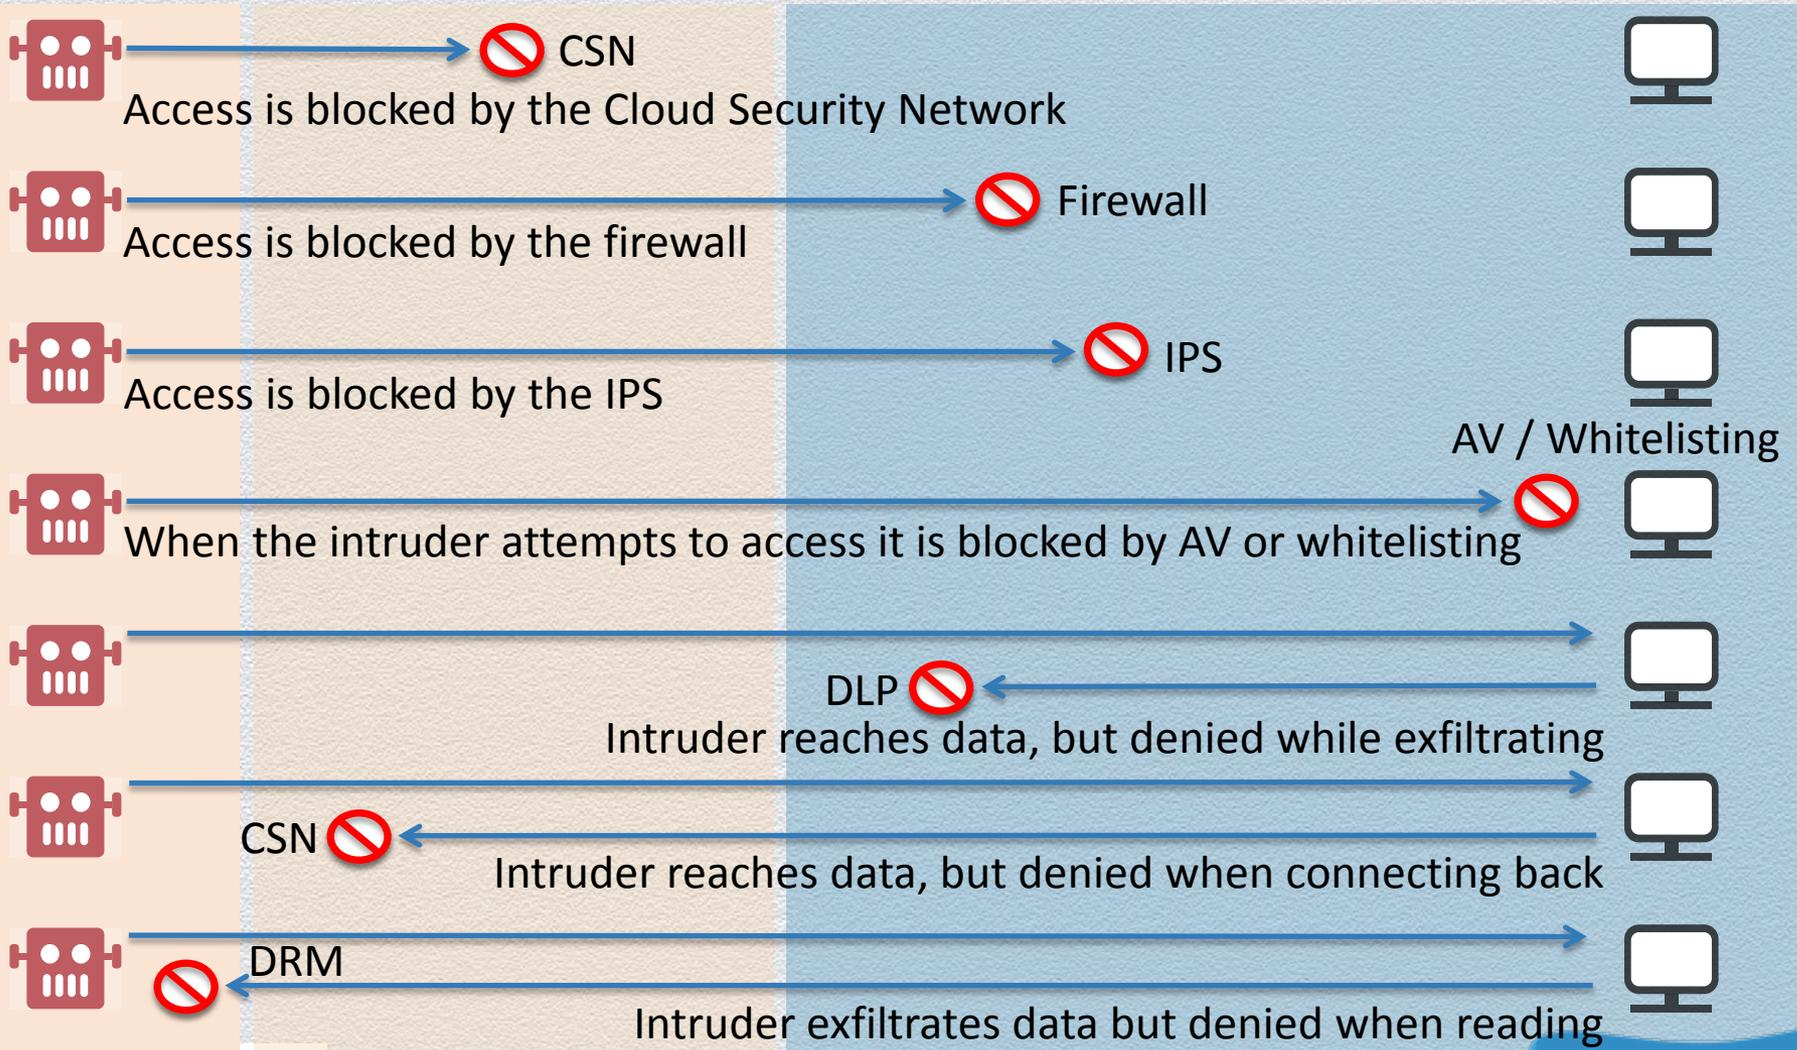 CSN
Access is blocked by the Cloud Security Network
Firewall
Access is blocked by the firewall
IPS
Access is blocked by the IPS
AV / Whitelisting
When the intruder attempts to access it is blocked by AV or whitelisting
DLP
Intruder reaches data, but denied while exfiltrating
CSN
Intruder reaches data, but denied when connecting back
DRM
Intruder exfiltrates data but denied when reading